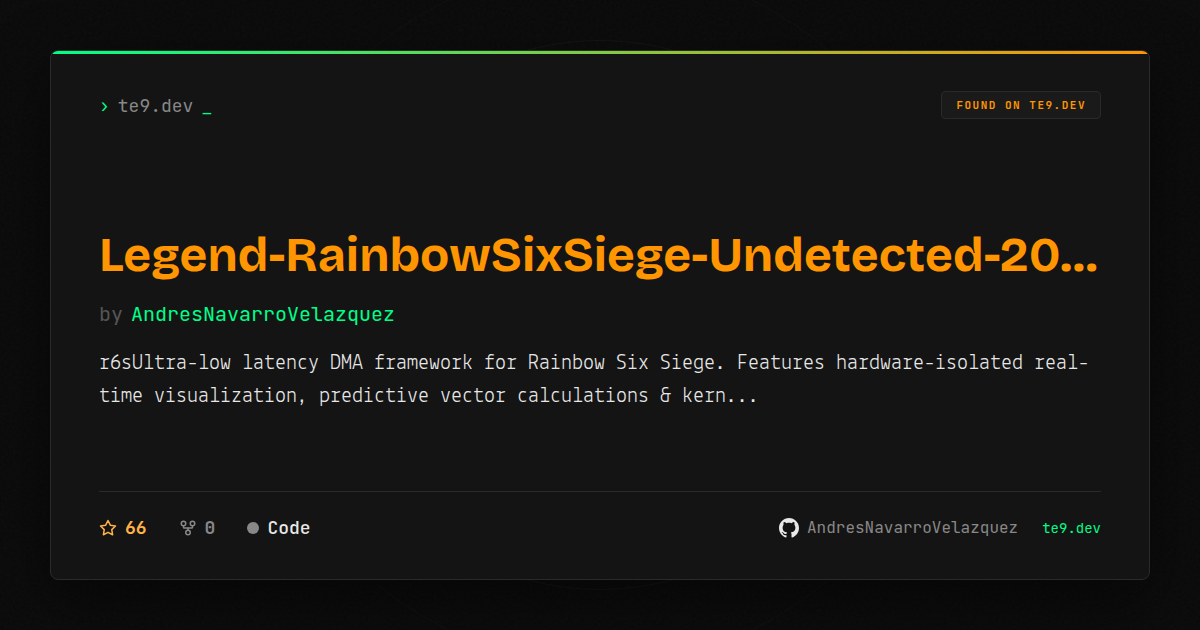 › te9.dev _
FOUND ON TE9.DEV
Legend-RainbowSixSiege-Undetected-20...
by AndresNavarroVelazquez
r6sUltra-low latency DMA framework for Rainbow Six Siege. Features hardware-isolated real-
time visualization, predictive vector calculations & kern...
66 0 Code AndresNavarroVelazquez te9.dev